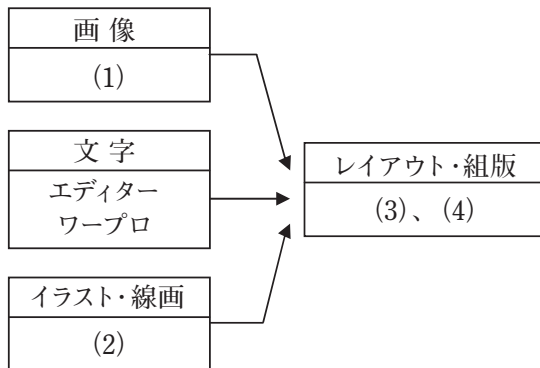 画像
(1)
文字
エディター
ワープロ
イラスト・線画
(2)
レイアウト・組版
(3)、(4)